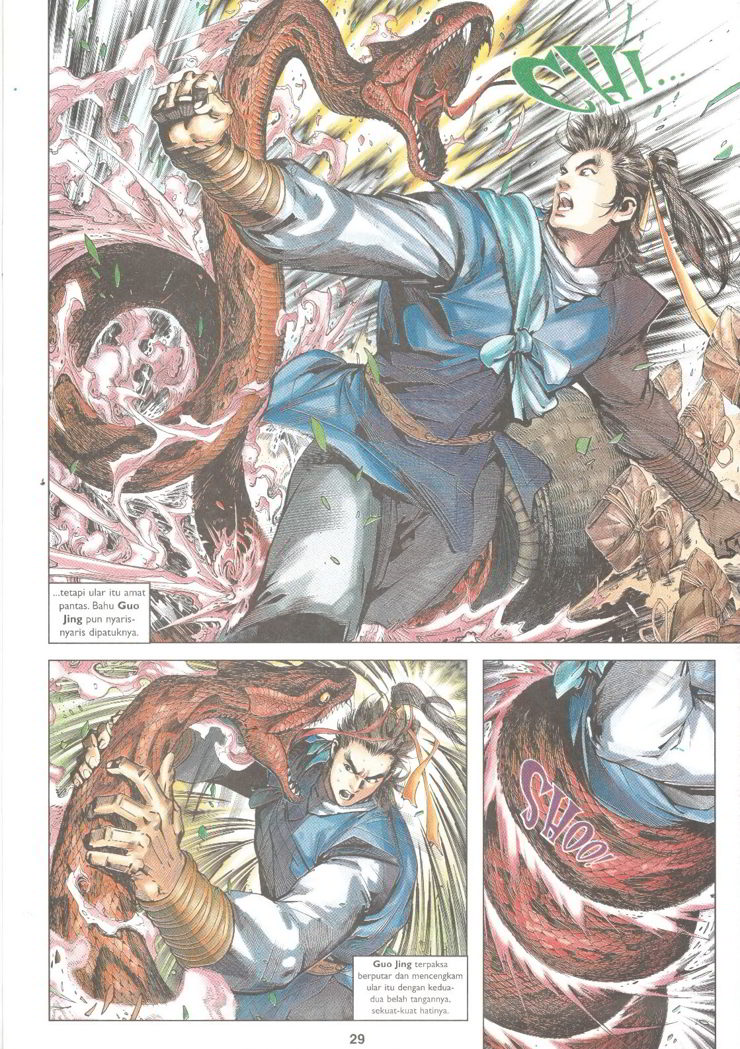 CHI...
...tetapi ular itu amat
pantas. Bahu Guo
Jing pun nyaris-
nyaris dipatuknya.
SHOO!
Guo Jing terpaksa
berputar dan mencengkam
ular itu dengan kedua-
dua belah tangannya,
sekuat-kuat hatinya.
29